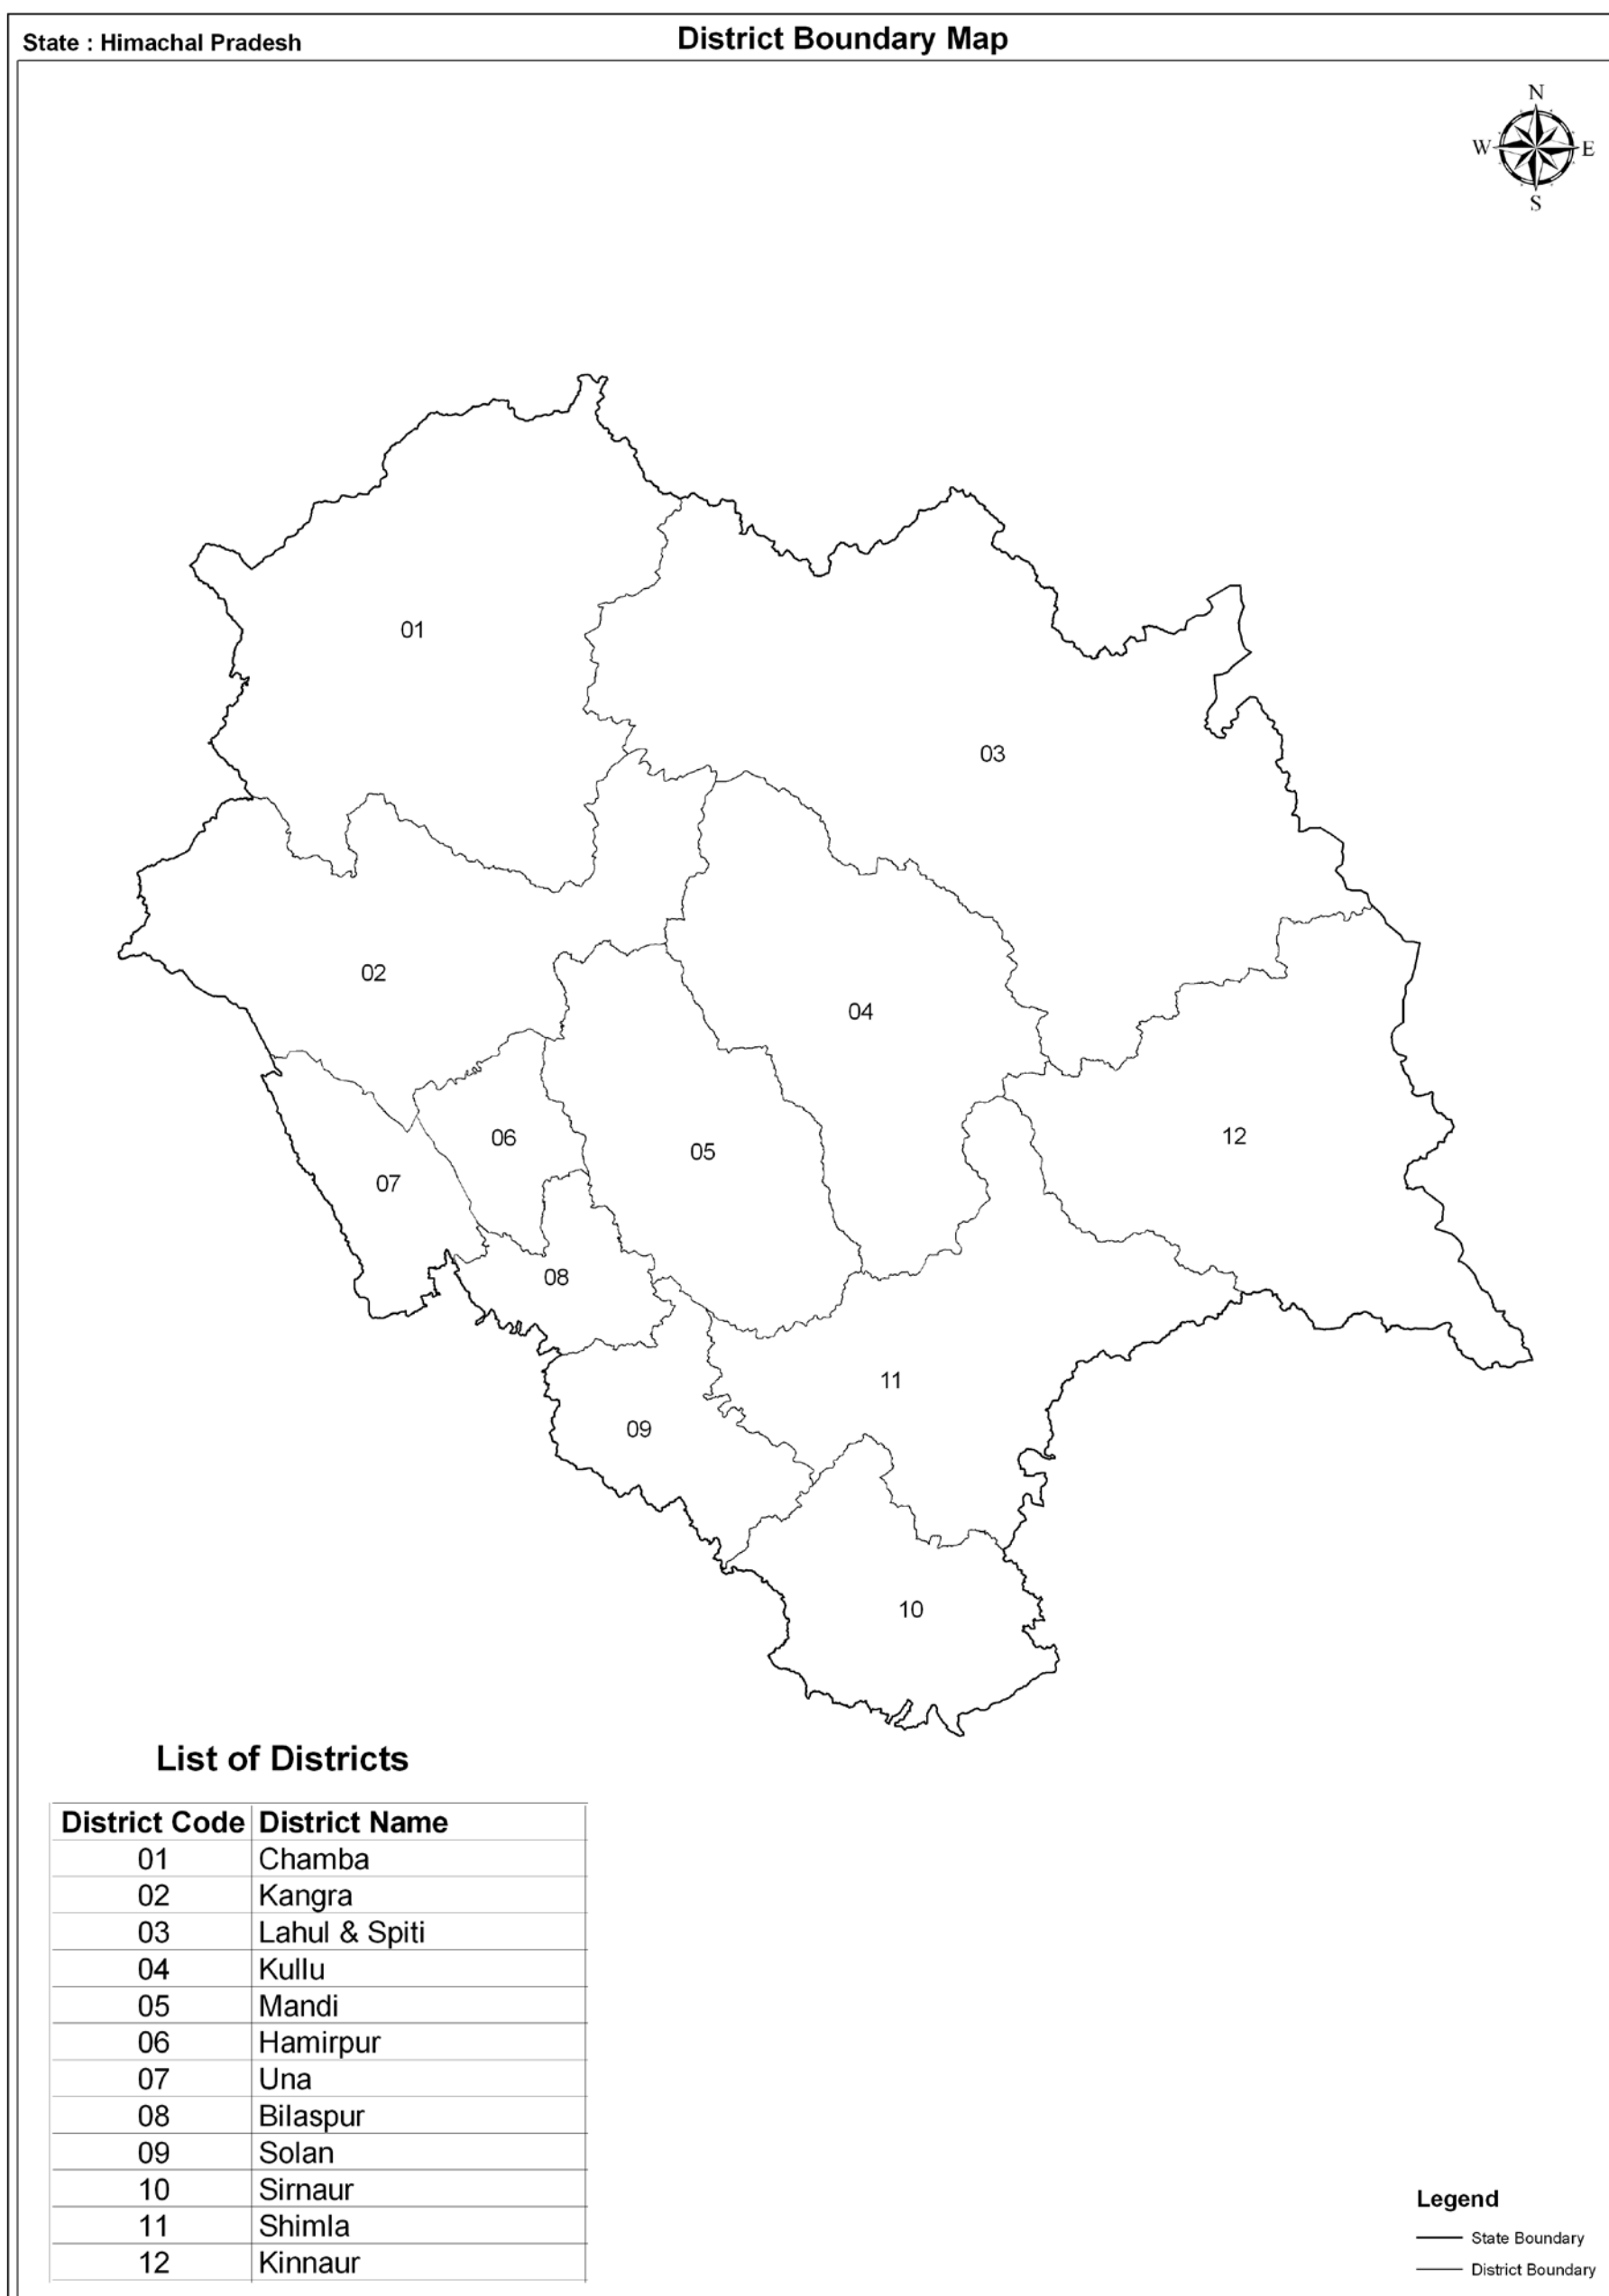 State : Himachal Pradesh
District Boundary Map
N
W E
S
01
03
02
04
12
06
05
07
08
11
09
10
List of Districts
District Code District Name
01 Chamba
02 Kangra
03 Lahul & Spiti
04 Kullu
05 Mandi
06 Hamirpur
07 Una
08 Bilaspur
09 Solan
10 Sirnaur
11 Shimla
12 Kinnaur
Legend
State Boundary
District Boundary